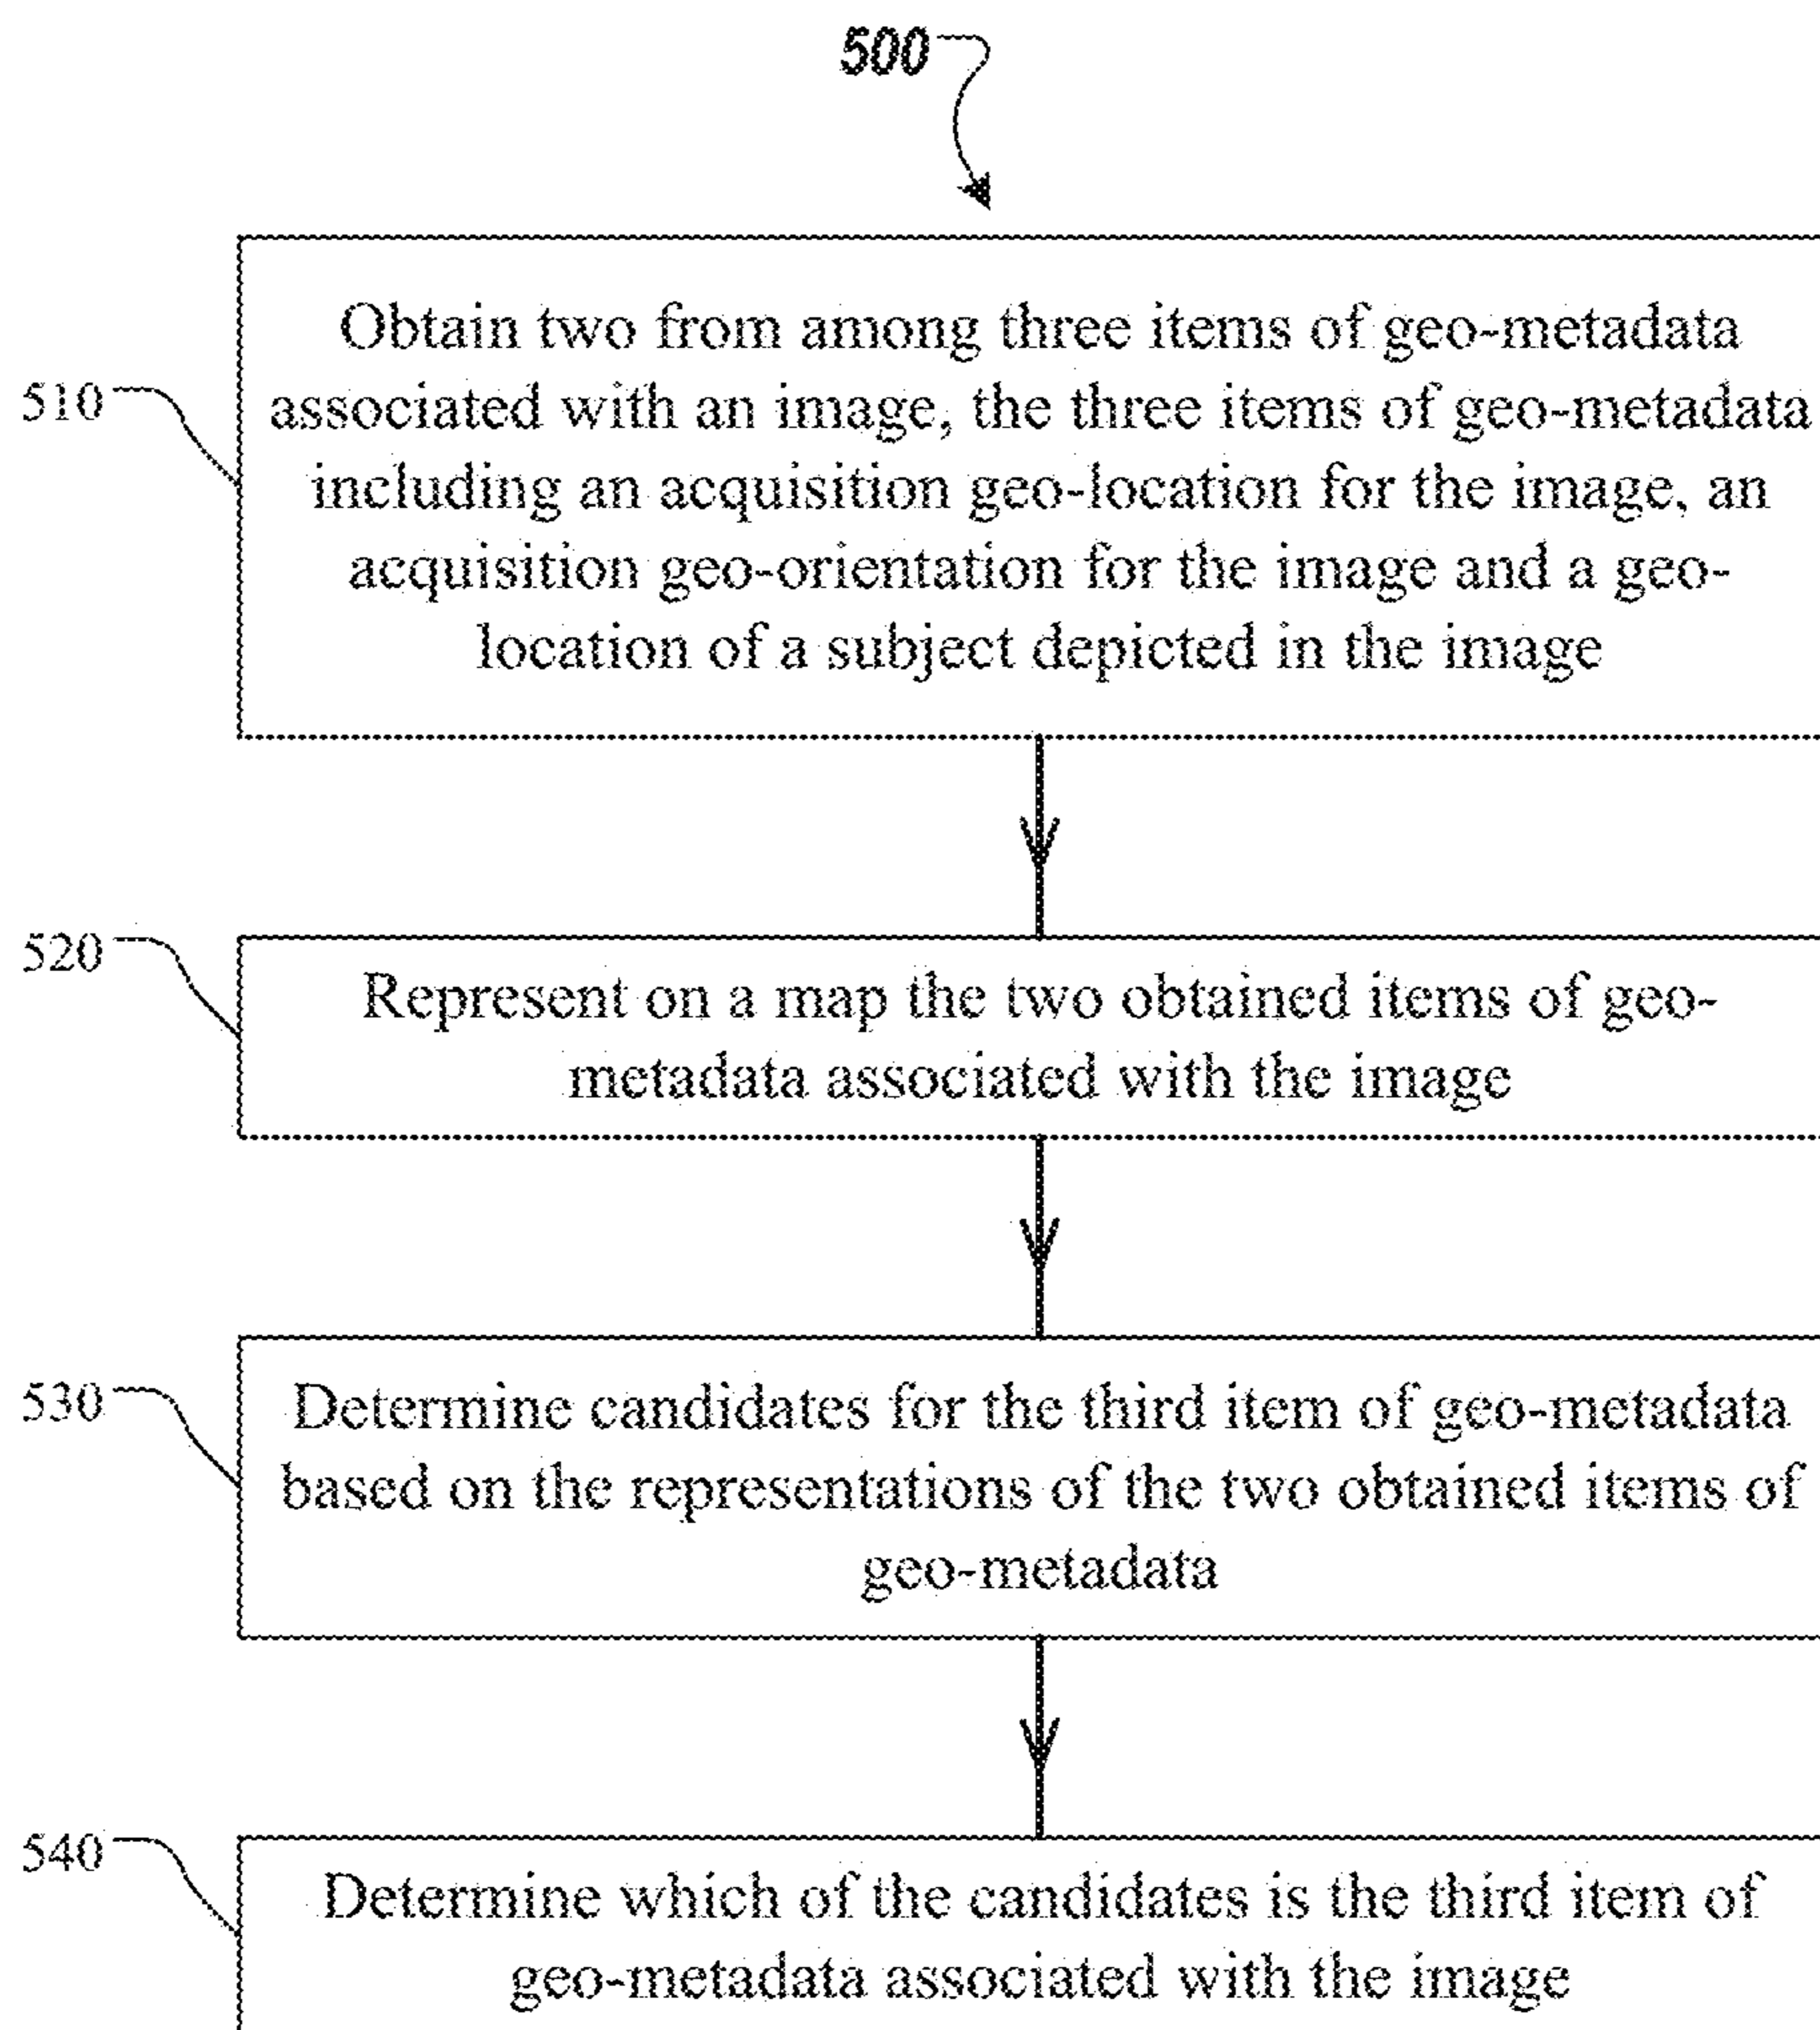 500
510
Obtain two from among three items of geo-metadata
associated with an image, the three items of geo-metadata
including an acquisition geo-location for the image, an
acquisition geo-orientation for the image and a geo-
location of a subject depicted in the image
520
Represent on a map the two obtained items of geo-
metadata associated with the image
530
Determine candidates for the third item of geo-metadata
based on the representations of the two obtained items of
geo-metadata
540
Determine which of the candidates is the third item of
geo-metadata associated with the image